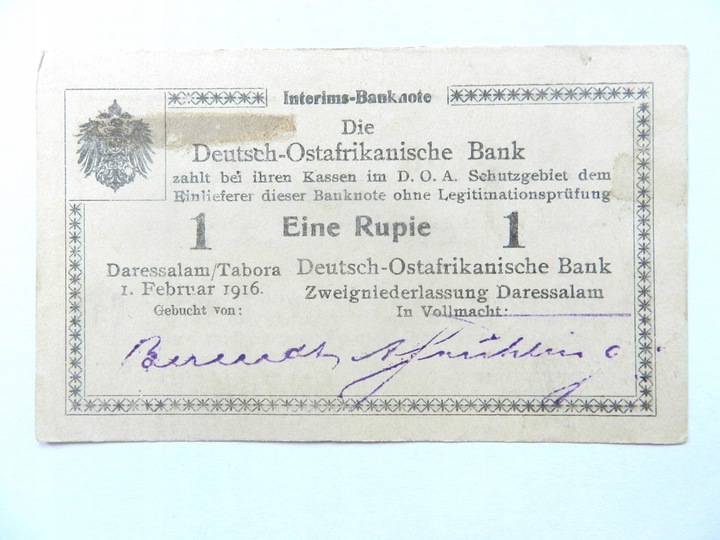 Interims-Banknote
Die
Deutsch-Ostafrikanische Bank
zahlt bei ihren Kassen im D. O. A. Schutzgebiet dem
Einlieferer dieser Banknote ohne Legitimationsprüfung
1 Eine Rupie 1
Daressalam/Tabora Deutsch-Ostafrikanische Bank
1. Februar 1916. Zweigniederlassung Daressalam
Gebucht von: In Vollmacht: